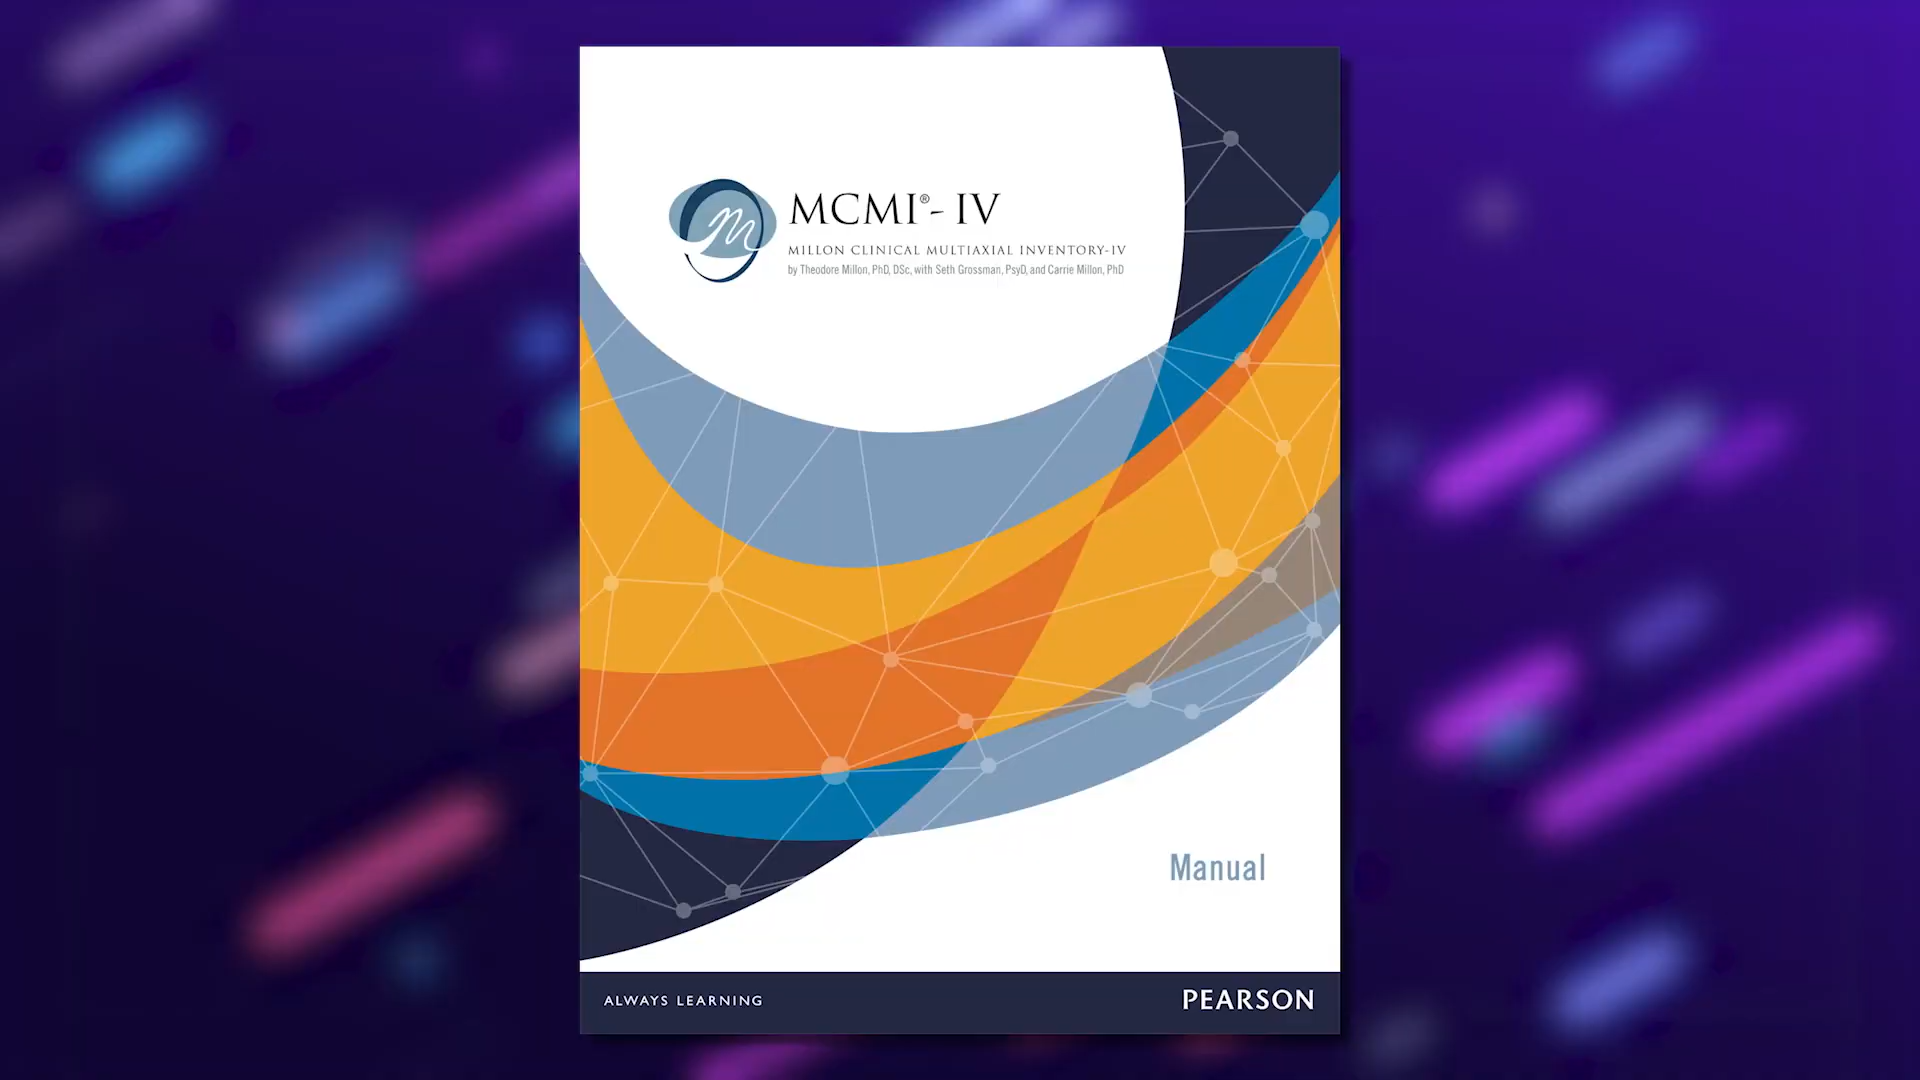 MCMI®- IV
MILLON CLINICAL MULTIAXIAL INVENTORY-IV
by Theodore Millon, PhD, DSc, with Seth Grossman, PsyD, and Carrie Millon, PhD
Manual
ALWAYS LEARNING
PEARSON